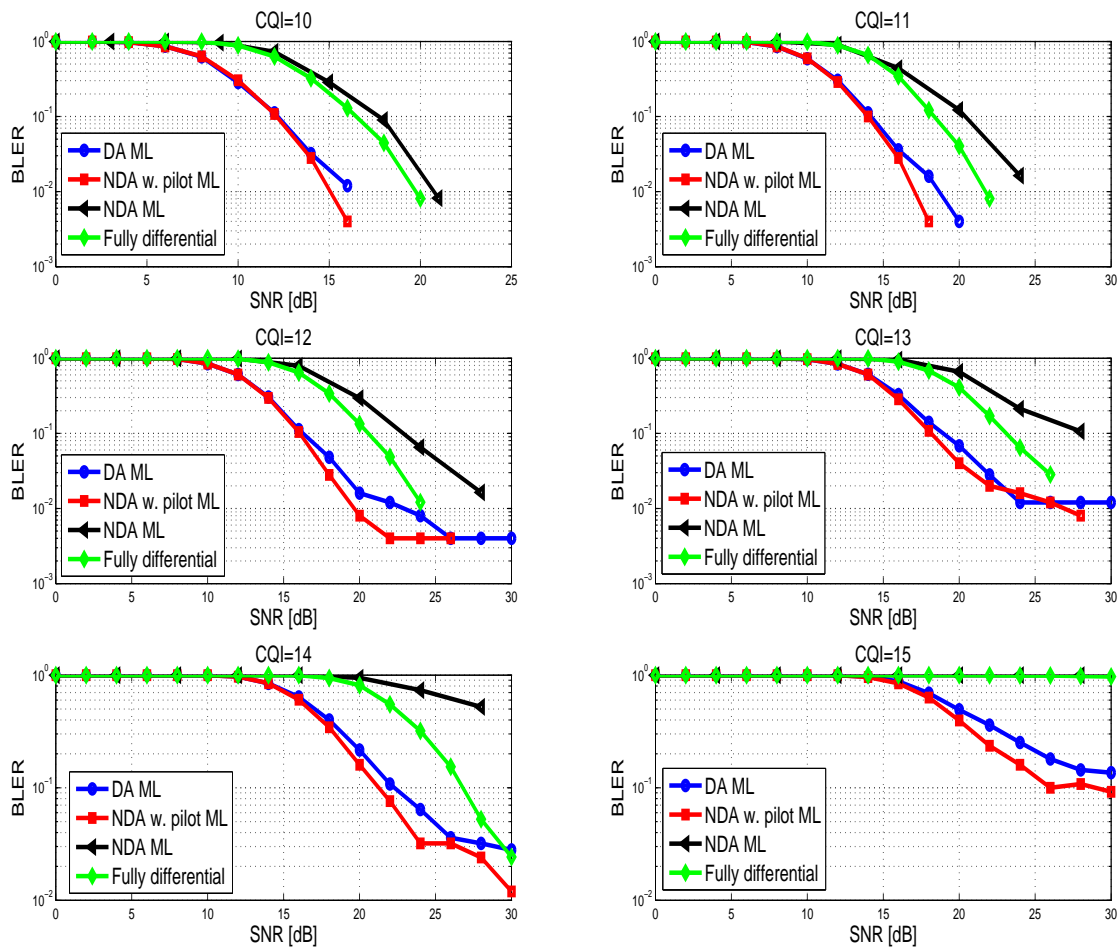 CQI=10
10^0
10^−1
10^−2
10^−3
BLER
DA ML
NDA w. pilot ML
NDA ML
Fully differential
0 5 10 15 20 25
SNR [dB]
CQI=11
10^0
10^−1
10^−2
10^−3
BLER
DA ML
NDA w. pilot ML
NDA ML
Fully differential
0 5 10 15 20 25 30
SNR [dB]
CQI=12
10^0
10^−1
10^−2
10^−3
BLER
DA ML
NDA w. pilot ML
NDA ML
Fully differential
0 5 10 15 20 25 30
SNR [dB]
CQI=13
10^0
10^−1
10^−2
10^−3
BLER
DA ML
NDA w. pilot ML
NDA ML
Fully differential
0 5 10 15 20 25 30
SNR [dB]
CQI=14
10^0
10^−1
10^−2
BLER
DA ML
NDA w. pilot ML
NDA ML
Fully differential
0 5 10 15 20 25 30
SNR [dB]
CQI=15
10^0
10^−1
10^−2
BLER
DA ML
NDA w. pilot ML
NDA ML
Fully differential
0 5 10 15 20 25 30
SNR [dB]